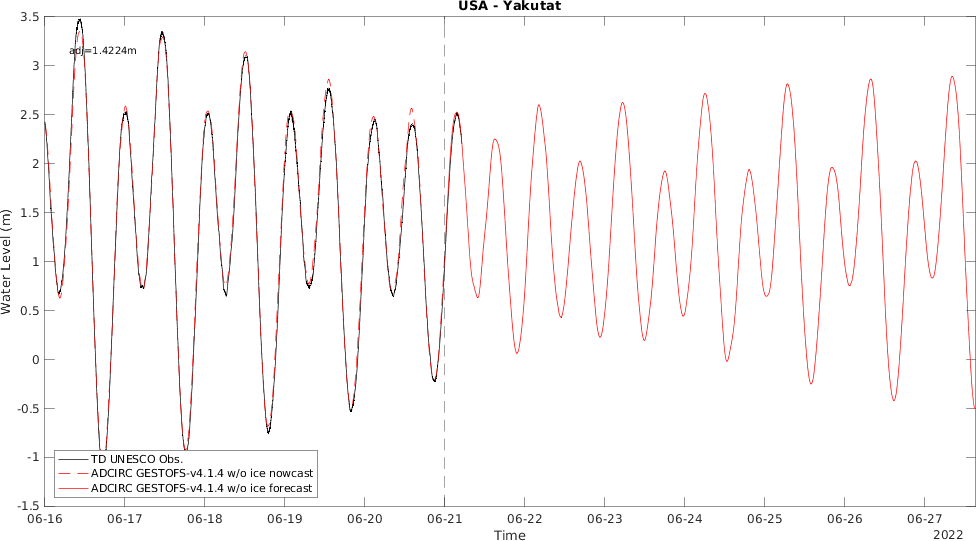 USA - Yakutat
3.5
adj=1.4224m
3
2.5
2
1.5
1
0.5
0
-0.5
-1
-1.5
Water Level (m)
TD UNESCO Obs.
ADCIRC GESTOFS-v4.1.4 w/o ice nowcast
ADCIRC GESTOFS-v4.1.4 w/o ice forecast
06-16 06-17 06-18 06-19 06-20 06-21 06-22 06-23 06-24 06-25 06-26 06-27
Time
2022